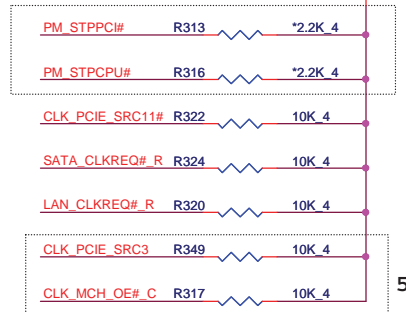 PM_STPPCI# R313 *2.2K_4
PM_STPCPU# R316 *2.2K_4
CLK_PCIE_SRC11# R322 10K_4
SATA_CLKREQ#_R R324 10K_4
LAN_CLKREQ#_R R320 10K_4
CLK_PCIE_SRC3 R349 10K_4
5
CLK_MCH_OE#_C R317 10K_4